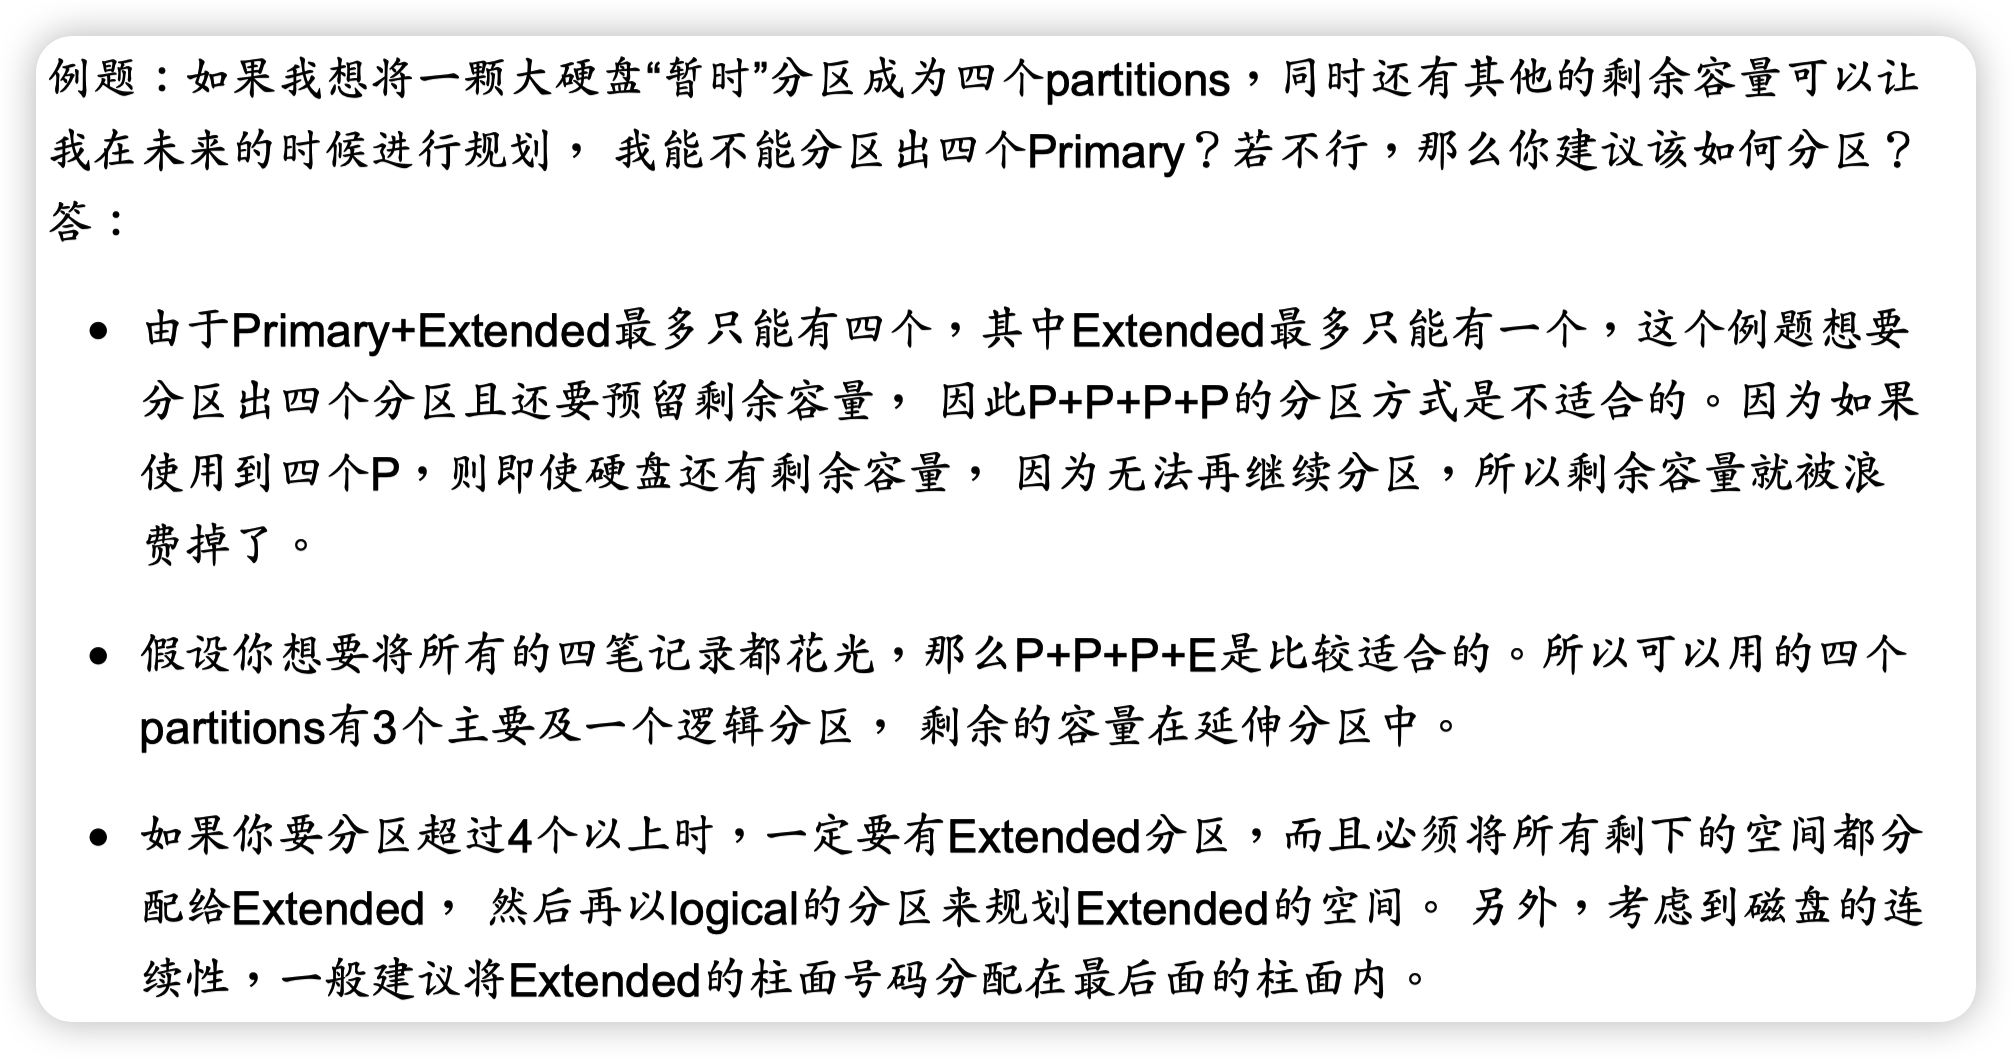 例题：如果我想将一颗大硬盘“暂时”分区成为四个partitions，同时还有其他的剩余容量可以让
我在未来的时候进行规划， 我能不能分区出四个Primary？若不行，那么你建议该如何分区？
答：
• 由于Primary+Extended最多只能有四个，其中Extended最多只能有一个，这个例题想要
分区出四个分区且还要预留剩余容量， 因此P+P+P+P的分区方式是不适合的。因为如果
使用到四个P，则即使硬盘还有剩余容量， 因为无法再继续分区，所以剩余容量就被浪
费掉了。
• 假设你想要将所有的四笔记录都花光，那么P+P+P+E是比较适合的。所以可以用的四个
partitions有3个主要及一个逻辑分区， 剩余的容量在延伸分区中。
• 如果你要分区超过4个以上时，一定要有Extended分区，而且必须将所有剩下的空间都分
配给Extended， 然后再以logical的分区来规划Extended的空间。 另外，考虑到磁盘的连
续性，一般建议将Extended的柱面号码分配在最后面的柱面内。